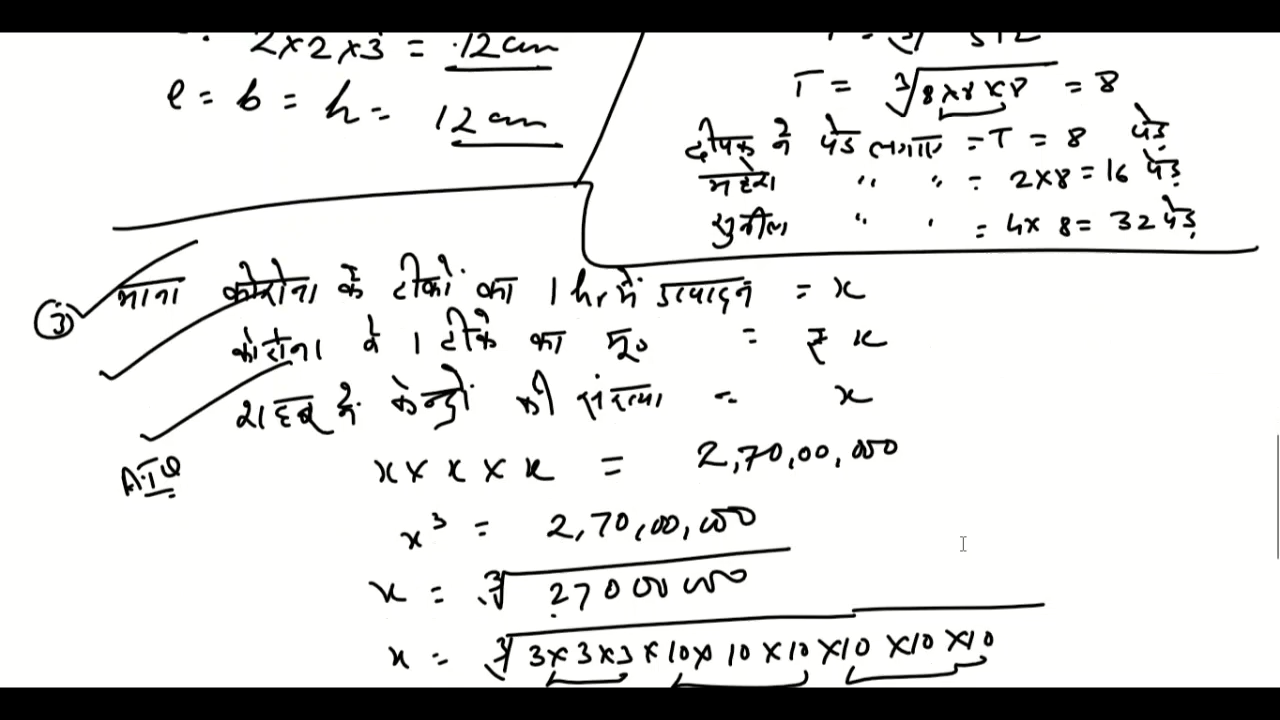 2×2×3 = 12 cm
l = b = h = 12 cm
T = ∛512
T = ∛8×8×8 = 8
दीपक ने पेड़ लगाए = T = 8 पेड़
महेश " " = 2×8 = 16 पेड़
सुनील " " = 4×8 = 32 पेड़
③ माना कोरोना के टीकों का 1 hr में उत्पादन = x
कोरोना के 1 टीके का मू० = ₹ x
शहर में केन्द्रों की संख्या = x
A.T.Q x × x × x = 2,70,00,000
x³ = 2,70,00,000
x = ∛27000000
x = ∛3×3×3×10×10×10×10×10×10